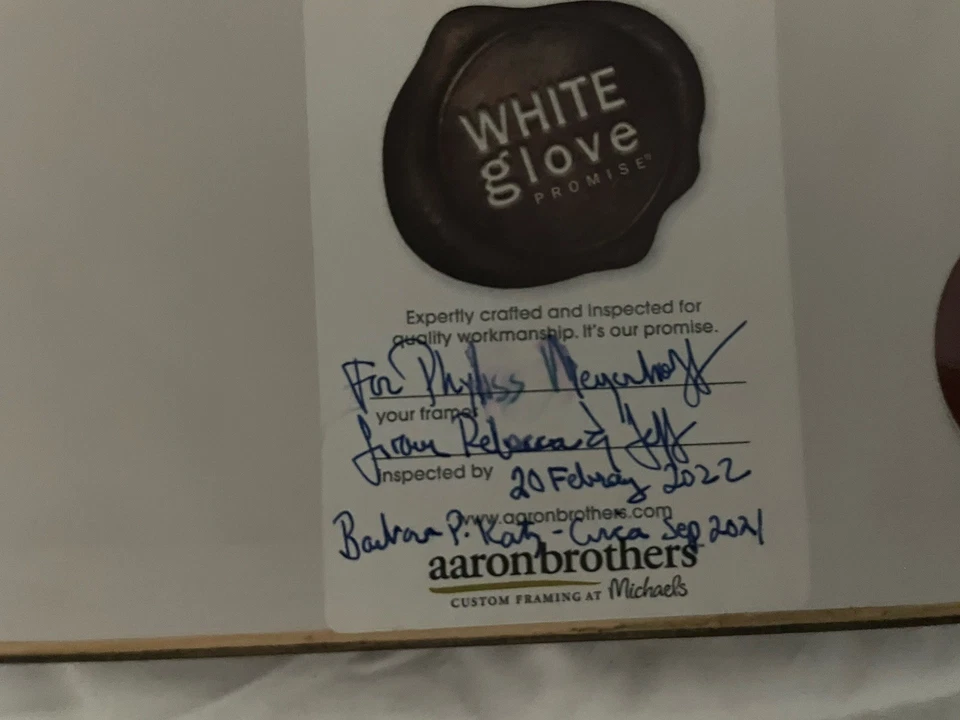 WHITE
glove
PROMISE
Expertly crafted and inspected for
quality workmanship. It's our promise.
For Phyliss Meyerhoff
your framer
from Rebecca & Jeff
Inspected by 20 February 2022
www.aaronbrothers.com
Barbara P. Katz - Circa Sep 2021
aaronbrothers
CUSTOM FRAMING AT Michaels